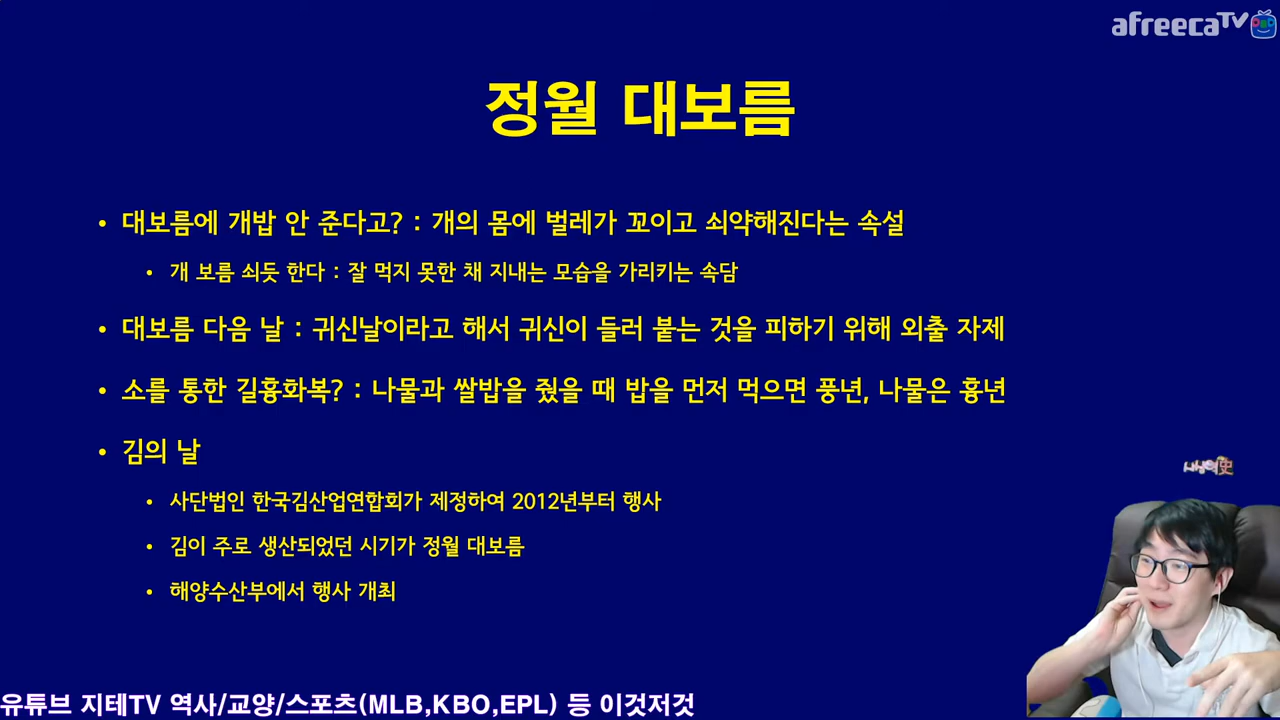 afreecaTV
정월 대보름
• 대보름에 개밥 안 준다고? : 개의 몸에 벌레가 꼬이고 쇠약해진다는 속설
• 개 보름 쇠듯 한다 : 잘 먹지 못한 채 지내는 모습을 가리키는 속담
• 대보름 다음 날 : 귀신날이라고 해서 귀신이 들러 붙는 것을 피하기 위해 외출 자제
• 소를 통한 길흉화복? : 나물과 쌀밥을 줬을 때 밥을 먼저 먹으면 풍년, 나물은 흉년
• 김의 날
• 사단법인 한국김산업연합회가 제정하여 2012년부터 행사
• 김이 주로 생산되었던 시기가 정월 대보름
• 해양수산부에서 행사 개최
유튜브 지테TV 역사/교양/스포츠(MLB,KBO,EPL) 등 이것저것